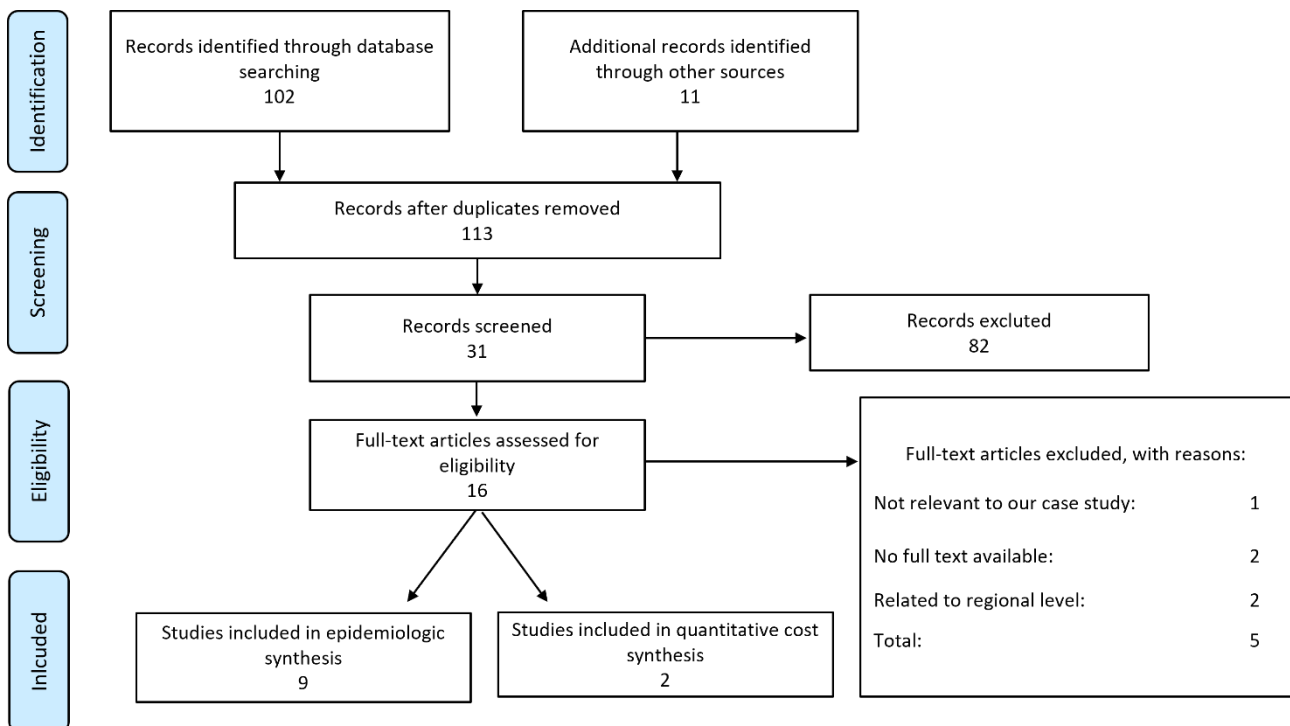 Identification
Records identified through database
searching
102
Additional records identified
through other sources
11
Screening
Records after duplicates removed
113
Records screened
31
Records excluted
82
Eligibility
Full-text articles assessed for
eligibility
16
Full-text articles excluded, with reasons:
Not relevant to our case study: 1
No full text available: 2
Related to regional level: 2
Total: 5
Inlcuded
Studies included in epidemiologic
synthesis
9
Studies included in quantitative cost
synthesis
2